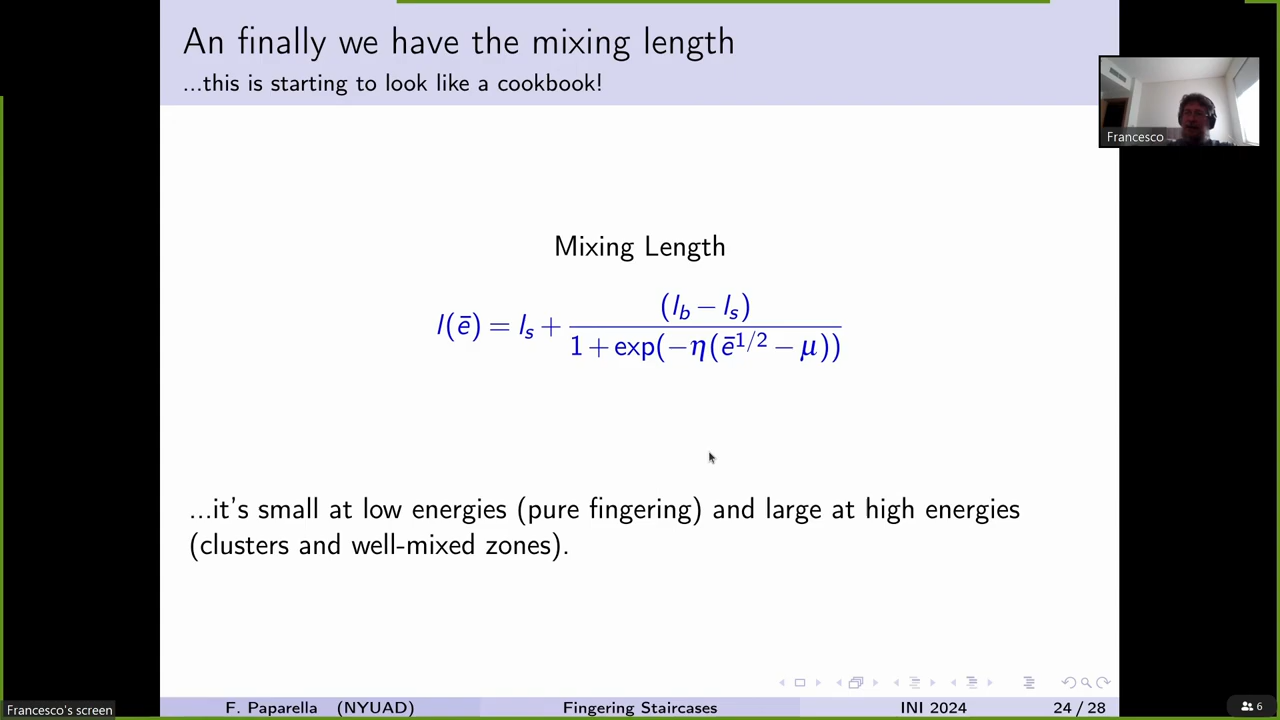 An finally we have the mixing length
...this is starting to look like a cookbook!
Francesco
Mixing Length
l(ē) = l_s + (l_b − l_s) / (1 + exp(−η(ē^{1/2} − μ)))
...it's small at low energies (pure fingering) and large at high energies
(clusters and well-mixed zones).
Francesco's screen
F. Paparella (NYUAD) Fingering Staircases INI 2024 24 / 28
6